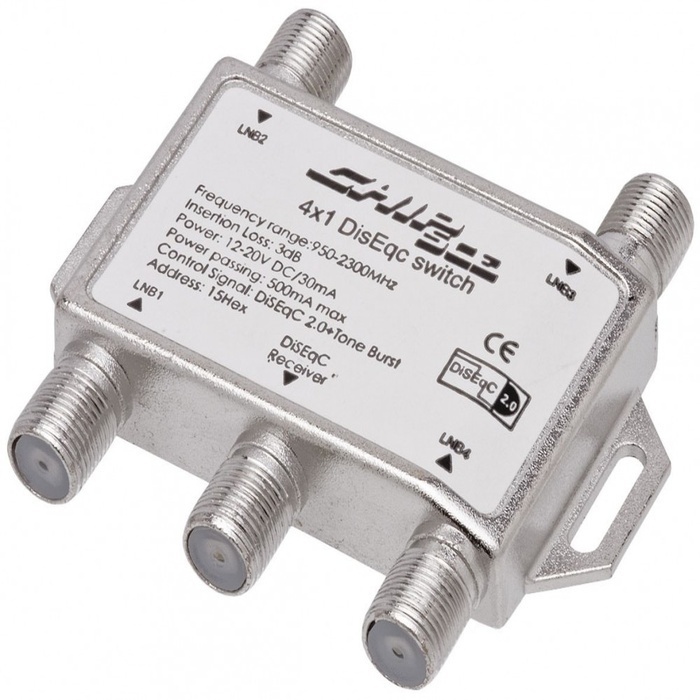 LNB2
4x1 DisEqc switch
LNB3
Frequency range:950-2300MHz
Insertion Loss: 3dB
Power: 12-20V DC/30mA
Power passing: 500mA max
Control Signal: DiSEqC 2.0+Tone Burst
Address: 15Hex
LNB1
DiSEqC
Receiver
CE
DiSEqC 2.0
LNB4